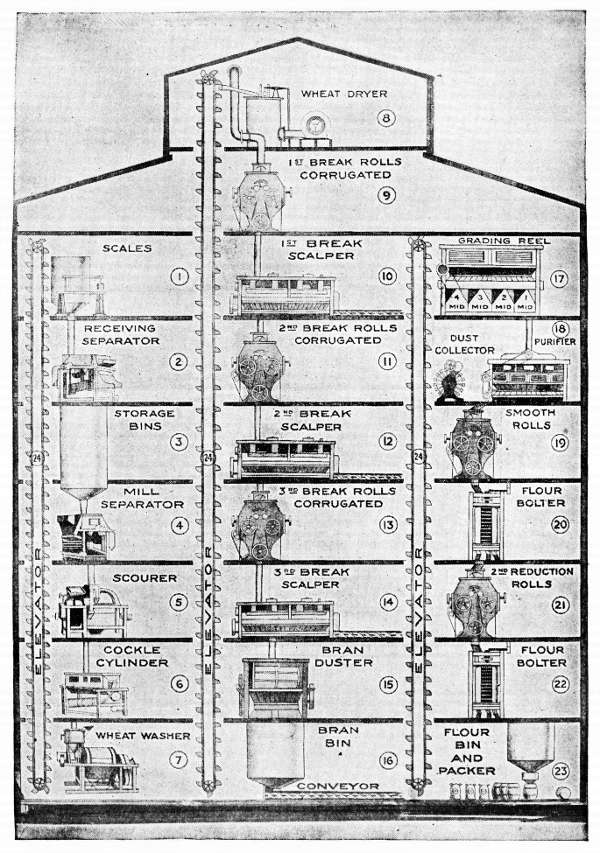 WHEAT DRYER
8
1ST BREAK ROLLS
CORRUGATED
9
SCALES
1
RECEIVING
SEPARATOR
2
STORAGE
BINS
3
MILL
SEPARATOR
4
SCOURER
5
COCKLE
CYLINDER
6
WHEAT WASHER
7
24
ELEVATOR
1ST BREAK
SCALPER
10
2ND BREAK ROLLS
CORRUGATED
11
2ND BREAK
SCALPER
12
3RD BREAK ROLLS
CORRUGATED
13
3RD BREAK
SCALPER
14
BRAN
DUSTER
15
BRAN
BIN
16
CONVEYOR
24
ELEVATOR
GRADING REEL
17
4 3 2 1
MID MID MID MID
18
DUST
COLLECTOR
PURIFIER
SMOOTH
ROLLS
19
FLOUR
BOLTER
20
2ND REDUCTION
ROLLS
21
FLOUR
BOLTER
22
FLOUR
BIN
AND
PACKER
23
24
ELEVATOR